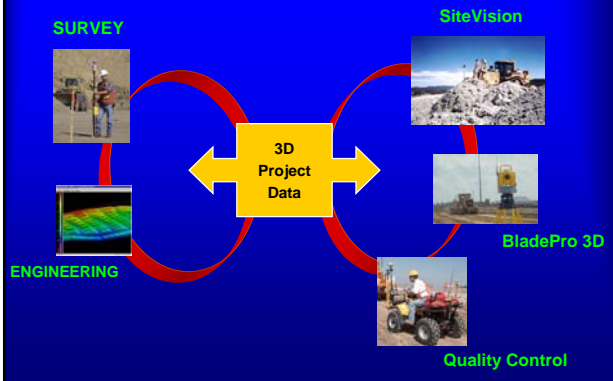 SURVEY
SiteVision
3D
Project
Data
ENGINEERING
BladePro 3D
Quality Control